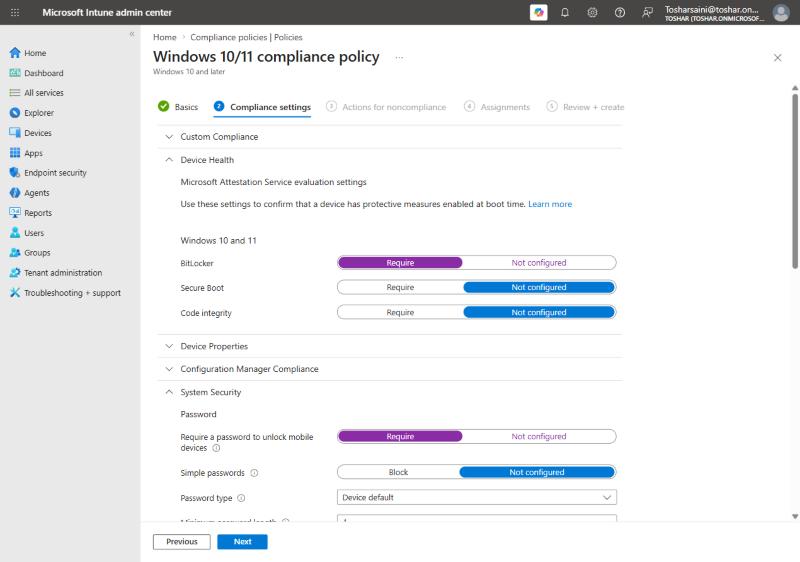 Microsoft Intune admin center
Tosharsaini@toshar.on...
TOSHAR (TOSHAR.ONMICROSOF...
Home
Dashboard
All services
Explorer
Devices
Apps
Endpoint security
Agents
Reports
Users
Groups
Tenant administration
Troubleshooting + support
Home > Compliance policies | Policies
Windows 10/11 compliance policy ...
Windows 10 and later
Basics 2 Compliance settings 3 Actions for noncompliance 4 Assignments 5 Review + create
Custom Compliance
Device Health
Microsoft Attestation Service evaluation settings
Use these settings to confirm that a device has protective measures enabled at boot time. Learn more
Windows 10 and 11
BitLocker Require Not configured
Secure Boot Require Not configured
Code integrity Require Not configured
Device Properties
Configuration Manager Compliance
System Security
Password
Require a password to unlock mobile Require Not configured
devices
Simple passwords Block Not configured
Password type Device default
Minimum password length
Previous Next